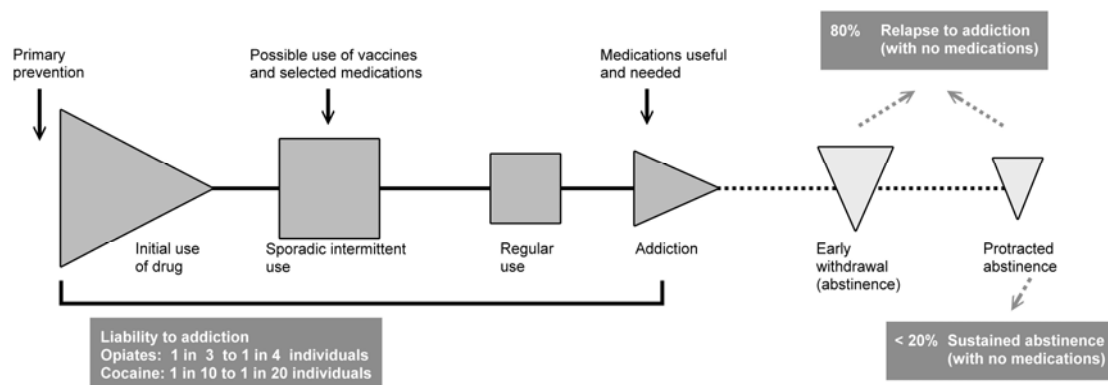 Primary
prevention
Possible use of vaccines
and selected medications
Medications useful
and needed
80% Relapse to addiction
(with no medications)
Initial use
of drug
Sporadic intermittent
use
Regular
use
Addiction
Early
withdrawal
(abstinence)
Protracted
abstinence
Liability to addiction
Opiates: 1 in 3 to 1 in 4 individuals
Cocaine: 1 in 10 to 1 in 20 individuals
< 20% Sustained abstinence
(with no medications)